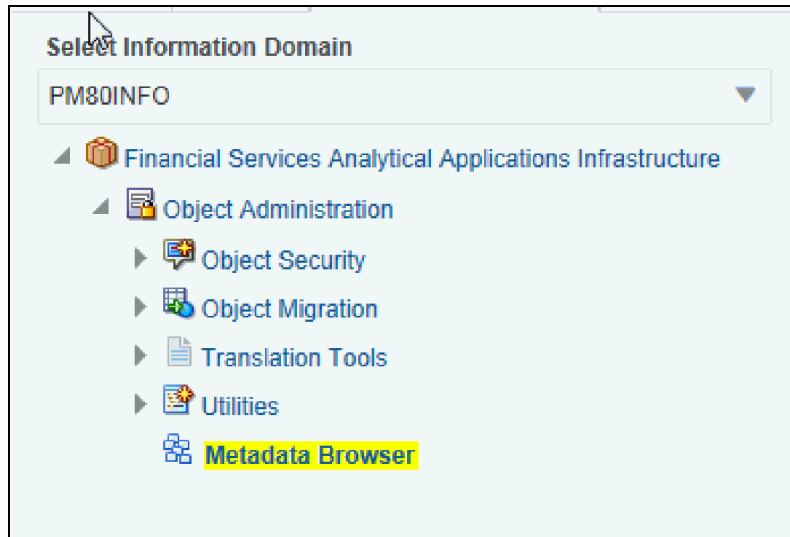 Select Information Domain
PM80INFO
Financial Services Analytical Applications Infrastructure
Object Administration
Object Security
Object Migration
Translation Tools
Utilities
Metadata Browser